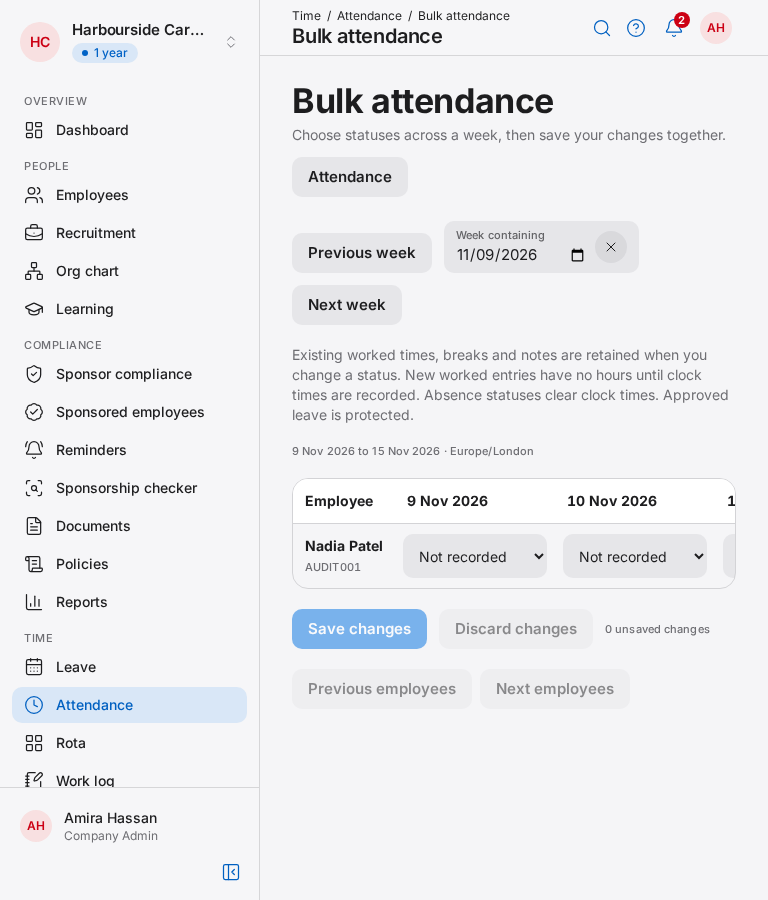 HC
Harbourside Car...
1 year
OVERVIEW
Dashboard
PEOPLE
Employees
Recruitment
Org chart
Learning
COMPLIANCE
Sponsor compliance
Sponsored employees
Reminders
Sponsorship checker
Documents
Policies
Reports
TIME
Leave
Attendance
Rota
Work log
AH
Amira Hassan
Company Admin
Time / Attendance / Bulk attendance
Bulk attendance
2
AH
Bulk attendance
Choose statuses across a week, then save your changes together.
Attendance
Previous week
Week containing
11/09/2026
Next week
Existing worked times, breaks and notes are retained when you
change a status. New worked entries have no hours until clock
times are recorded. Absence statuses clear clock times. Approved
leave is protected.
9 Nov 2026 to 15 Nov 2026 · Europe/London
Employee 9 Nov 2026 10 Nov 2026 1
Nadia Patel Not recorded Not recorded
AUDIT001
Save changes Discard changes 0 unsaved changes
Previous employees Next employees